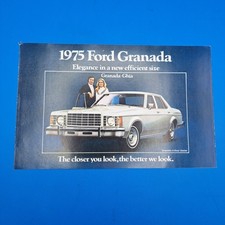 1975 Ford Granada
Elegance in a new efficient size
Granada Ghia
The closer you look, the better we look.